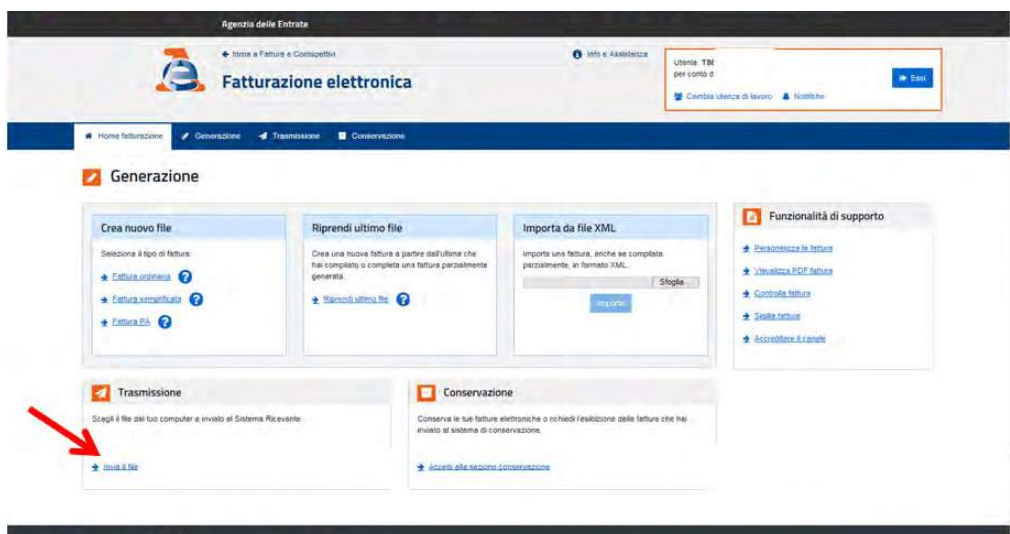 Agenzia delle Entrate
torna a Fatture e Corrispettivi
Info e Assistenza
Fatturazione elettronica
Utente: T8
per conto d
Esci
Cambia utenza di lavoro
Notifiche
Home fatturazione
Generazione
Trasmissione
Conservazione
Generazione
Crea nuovo file
Seleziona il tipo di fattura:
Fattura ordinaria ?
Fattura semplificata ?
Fattura PA ?
Riprendi ultimo file
Crea una nuova fattura a partire dall'ultima che
hai compilato o completa una fattura parzialmente
generata.
Riprendi ultimo file ?
Importa da file XML
Importa una fattura, anche se compilata
parzialmente, in formato XML.
Sfoglia...
Importa
Funzionalità di supporto
Personalizza le fatture
Visualizza PDF fattura
Controlla fattura
Sigilla fattura
Accreditare il canale
Trasmissione
Scegli il file dal tuo computer e invialo al Sistema Ricevente
Invia il file
Conservazione
Conserva le tue fatture elettroniche o richiedi l'esibizione delle fatture che hai
inviato al sistema di conservazione.
Accedi alla sezione conservazione